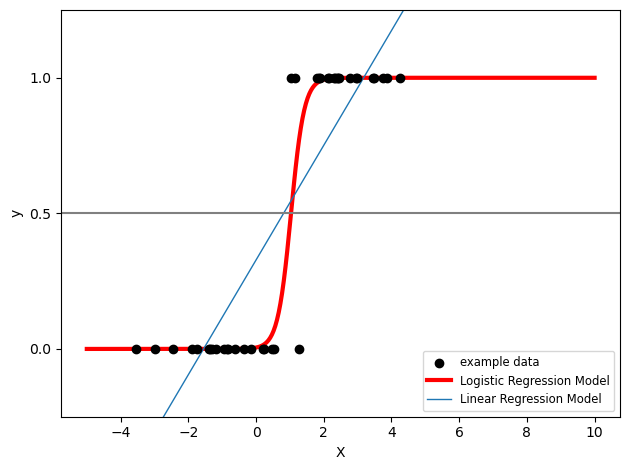 1.0
0.5
0.0
y
example data
Logistic Regression Model
Linear Regression Model
−4 −2 0 2 4 6 8 10
X